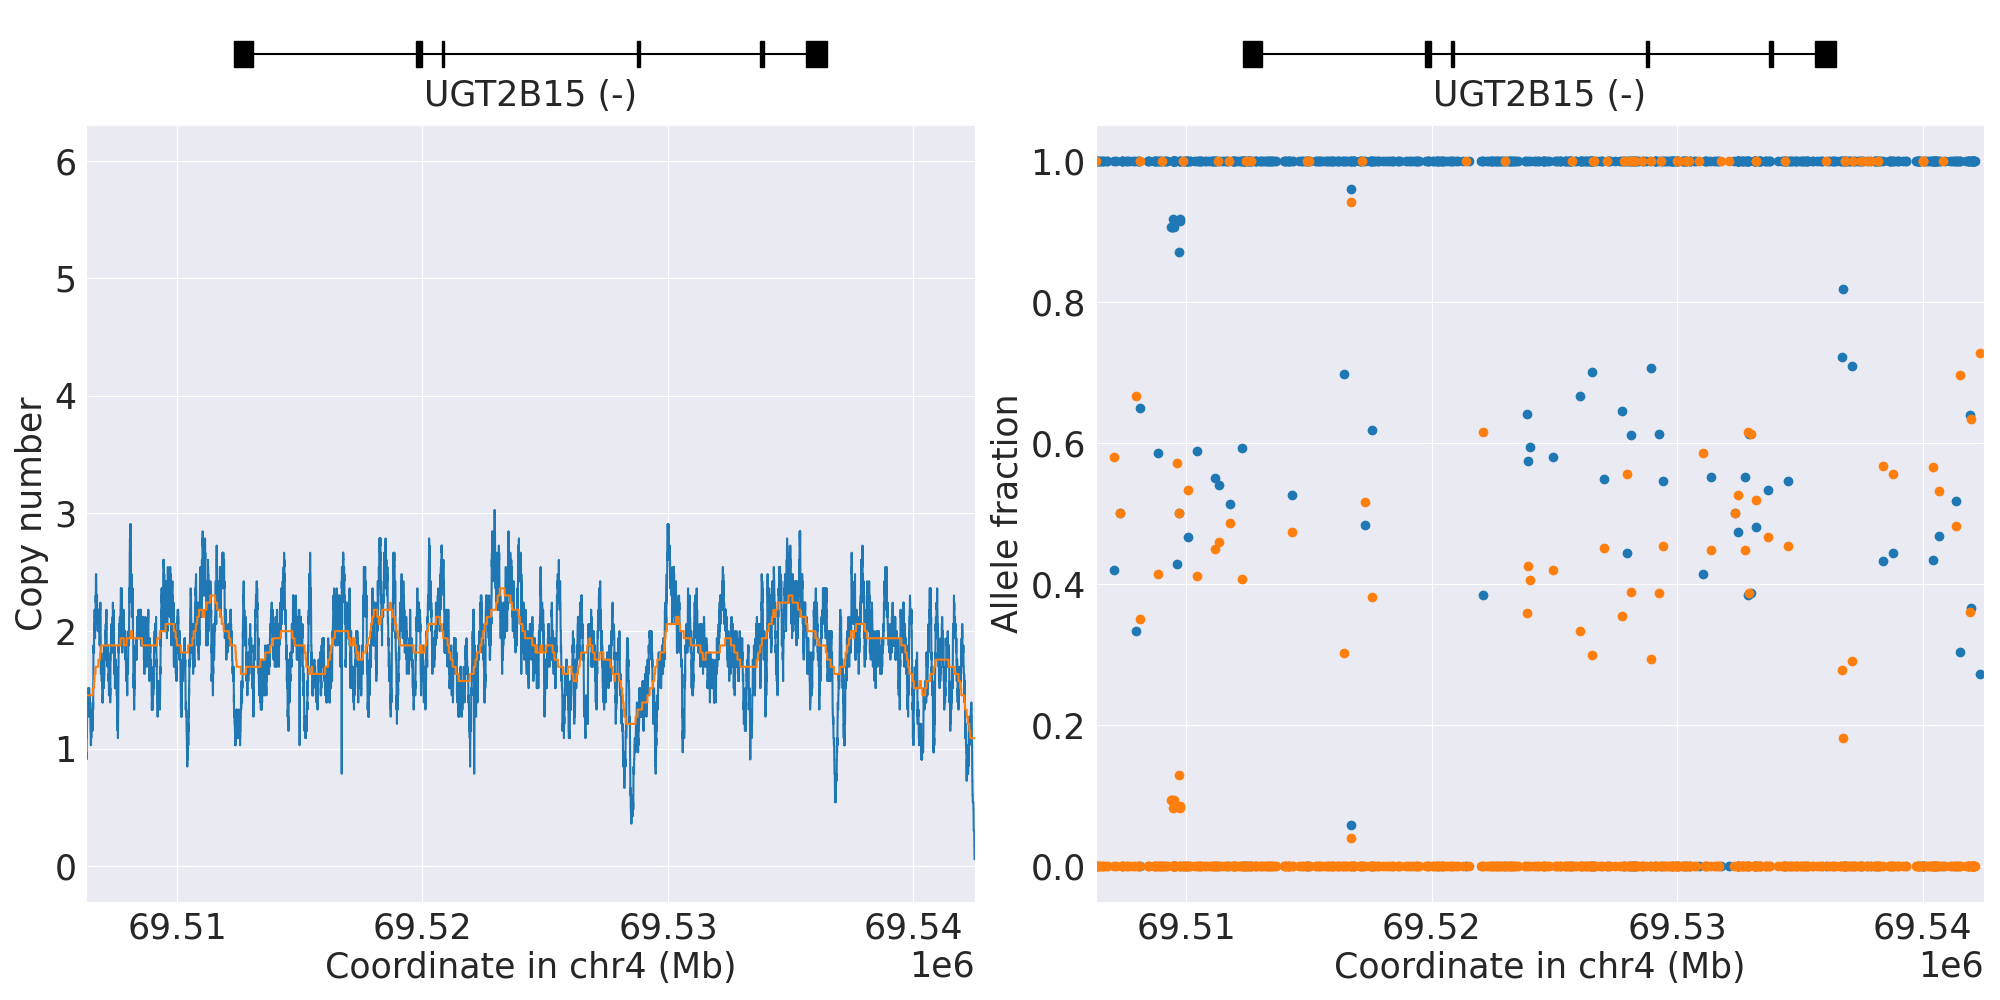 UGT2B15 (-)
6
5
4
3
2
1
0
Copy number
69.51 69.52 69.53 69.54
Coordinate in chr4 (Mb) 1e6
UGT2B15 (-)
1.0
0.8
0.6
0.4
0.2
0.0
Allele fraction
69.51 69.52 69.53 69.54
Coordinate in chr4 (Mb) 1e6